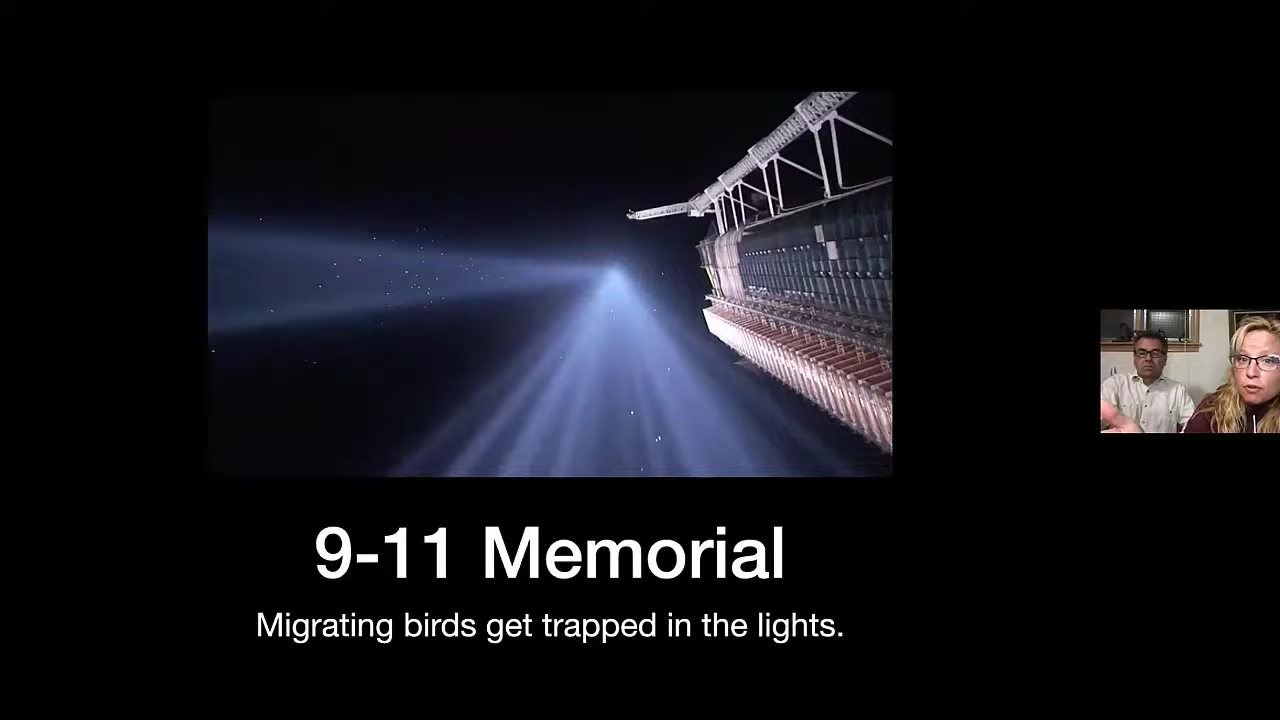 9-11 Memorial
Migrating birds get trapped in the lights.